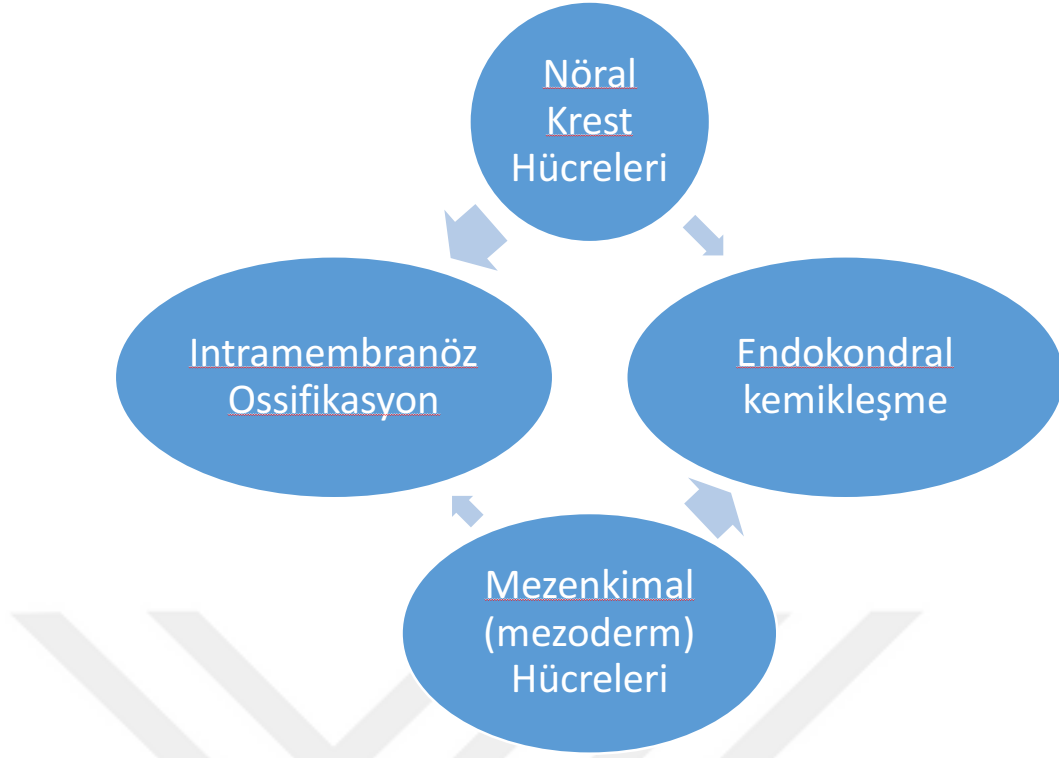 Nöral
Krest
Hücreleri
Intramembranöz
Ossifikasyon
Endokondral
kemikleşme
Mezenkimal
(mezoderm)
Hücreleri